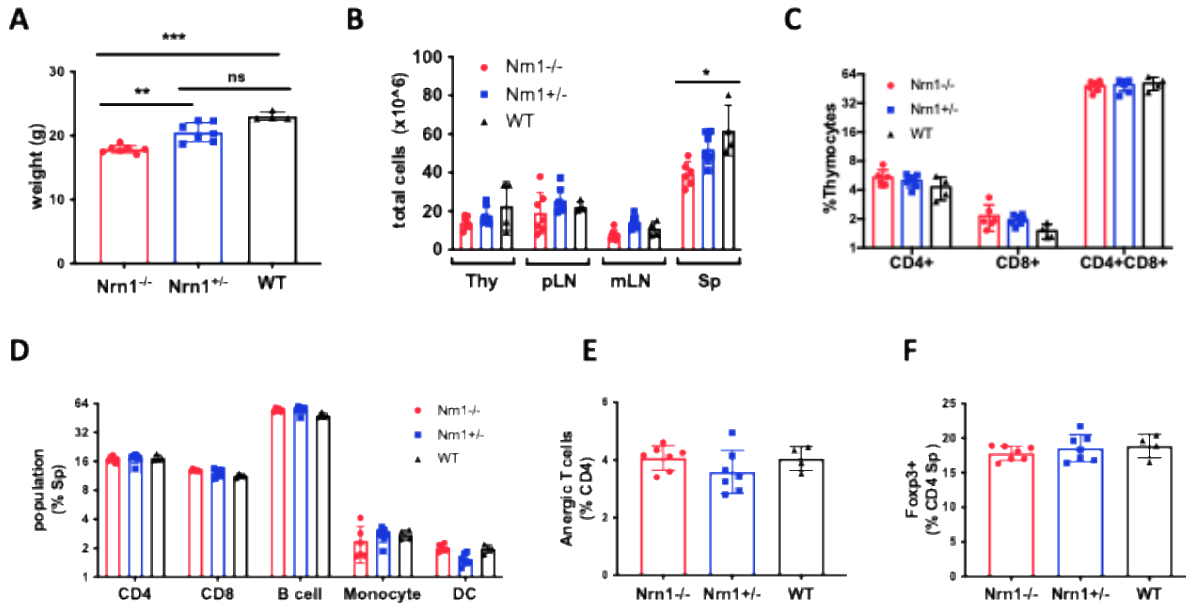 A
***
ns
**
weight (g)
30
20
10
0
Nrn1-/-
Nrn1+/-
WT
B
total cells (x10^6)
100
80
60
40
20
0
Nrn1-/-
Nrn1+/-
WT
*
Thy
pLN
mLN
Sp
C
%Thymocytes
64
32
16
8
4
2
1
Nrn1-/-
Nrn1+/-
WT
CD4+
CD8+
CD4+CD8+
D
population
(% Sp)
64
32
16
8
4
2
1
Nrn1-/-
Nrn1+/-
WT
CD4
CD8
B cell
Monocyte
DC
E
Anergic T cells
(% CD4)
6
4
2
0
Nrn1-/-
Nrn1+/-
WT
F
Foxp3+
(% CD4 Sp)
25
20
15
10
5
0
Nrn1-/-
Nrn1+/-
WT